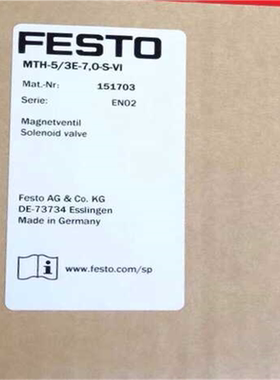 FESTO
MTH-5/3E-7,0-S-VI
Mat.-Nr: 151703
Serie: EN02
Magnetventil
Solenoid valve
Festo AG & Co. KG
DE-73734 Esslingen
Made in Germany
www.festo.com/sp